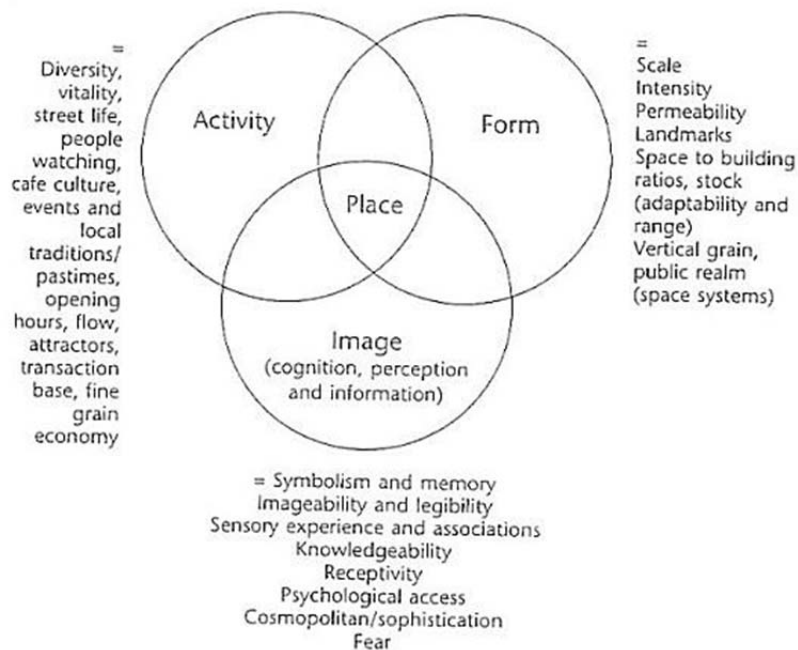 =
Diversity,
vitality,
street life,
people
watching,
cafe culture,
events and
local
traditions/
pastimes,
opening
hours, flow,
attractors,
transaction
base, fine
grain
economy
Activity
Form
Place
Image
(cognition, perception
and information)
=
Scale
Intensity
Permeability
Landmarks
Space to building
ratios, stock
(adaptability and
range)
Vertical grain,
public realm
(space systems)
= Symbolism and memory
Imageability and legibility
Sensory experience and associations
Knowledgeability
Receptivity
Psychological access
Cosmopolitan/sophistication
Fear